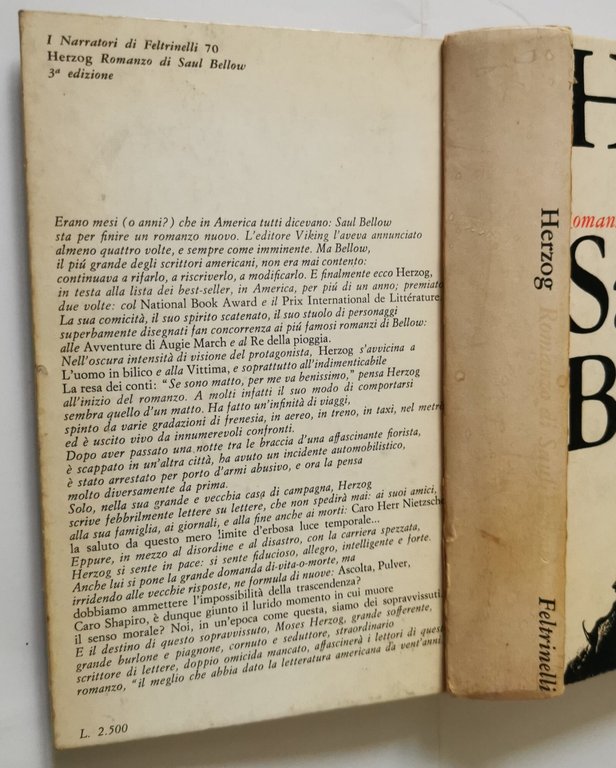 I Narratori di Feltrinelli 70
Herzog Romanzo di Saul Bellow
3ª edizione
Erano mesi (o anni?) che in America tutti dicevano: Saul Bellow
sta per finire un romanzo nuovo. L'editore Viking l'aveva annunciato
almeno quattro volte, e sempre come imminente. Ma Bellow,
il piú grande degli scrittori americani, non era mai contento:
continuava a rifarlo, a riscriverlo, a modificarlo. E finalmente ecco Herzog,
in testa alla lista dei best-seller, in America, per piú di un anno; premiato
due volte: col National Book Award e il Prix International de Littérature.
La sua comicità, il suo spirito scatenato, il suo stuolo di personaggi
superbamente disegnati fan concorrenza ai piú famosi romanzi di Bellow:
alle Avventure di Augie March e al Re della pioggia.
Nell'oscura intensità di visione del protagonista, Herzog s'avvicina a
L'uomo in bilico e alla Vittima, e soprattutto all'indimenticabile
La resa dei conti: "Se sono matto, per me va benissimo," pensa Herzog
all'inizio del romanzo. A molti infatti il suo modo di comportarsi
sembra quello d'un matto. Ha fatto un'infinità di viaggi,
spinto da varie gradazioni di frenesia, in aereo, in treno, in taxi, nel metrò
ed è uscito vivo da innumerevoli confronti.
Dopo aver passato una notte tra le braccia d'una affascinante fiorista,
è scappato in un'altra città, ha avuto un incidente automobilistico,
è stato arrestato per porto d'armi abusivo, e ora la pensa
molto diversamente da prima.
Solo, nella sua grande e vecchia casa di campagna, Herzog
scrive febbrilmente lettere su lettere, che non spedirà mai: ai suoi amici,
alla sua famiglia, ai giornali, e alla fine anche ai morti: Caro Herr Nietzsche
la saluto da questo mero limite d'erbosa luce temporale...
Eppure, in mezzo al disordine e al disastro, con la carriera spezzata,
Herzog si sente in pace: si sente fiducioso, allegro, intelligente e forte.
Anche lui si pone la grande domanda di-vita-o-morte, ma
irridendo alle vecchie risposte, ne formula di nuove: Ascolta, Pulver,
dobbiamo ammettere l'impossibilità della trascendenza?
Caro Shapiro, è dunque giunto il lurido momento in cui muore
il senso morale? Noi, in un'epoca come questa, siamo dei sopravvissuti.
E il destino di questo sopravvissuto, Moses Herzog, grande sofferente,
grande burlone e piagnone, cornuto e seduttore, straordinario
scrittore di lettere, doppio omicida mancato, affascinerà i lettori di questo
romanzo, "il meglio che abbia dato la letteratura americana da vent'anni
L. 2.500
Herzog
Feltrinelli
H
Roman
Sa
B